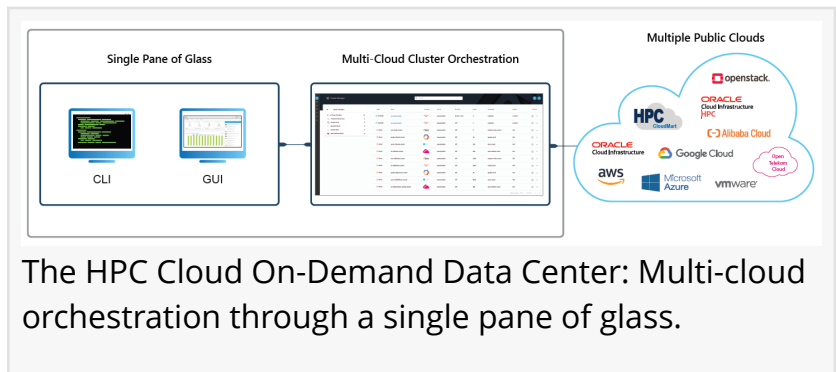 Single Pane of Glass
Multi-Cloud Cluster Orchestration
Multiple Public Clouds
CLI
GUI
openstack.
ORACLE
Cloud Infrastructure
HPC
HPC
CloudMart
Alibaba Cloud
ORACLE
Cloud Infrastructure
Google Cloud
Open
Telekom
Cloud
aws
Microsoft
Azure
vmware
The HPC Cloud On-Demand Data Center: Multi-cloud
orchestration through a single pane of glass.